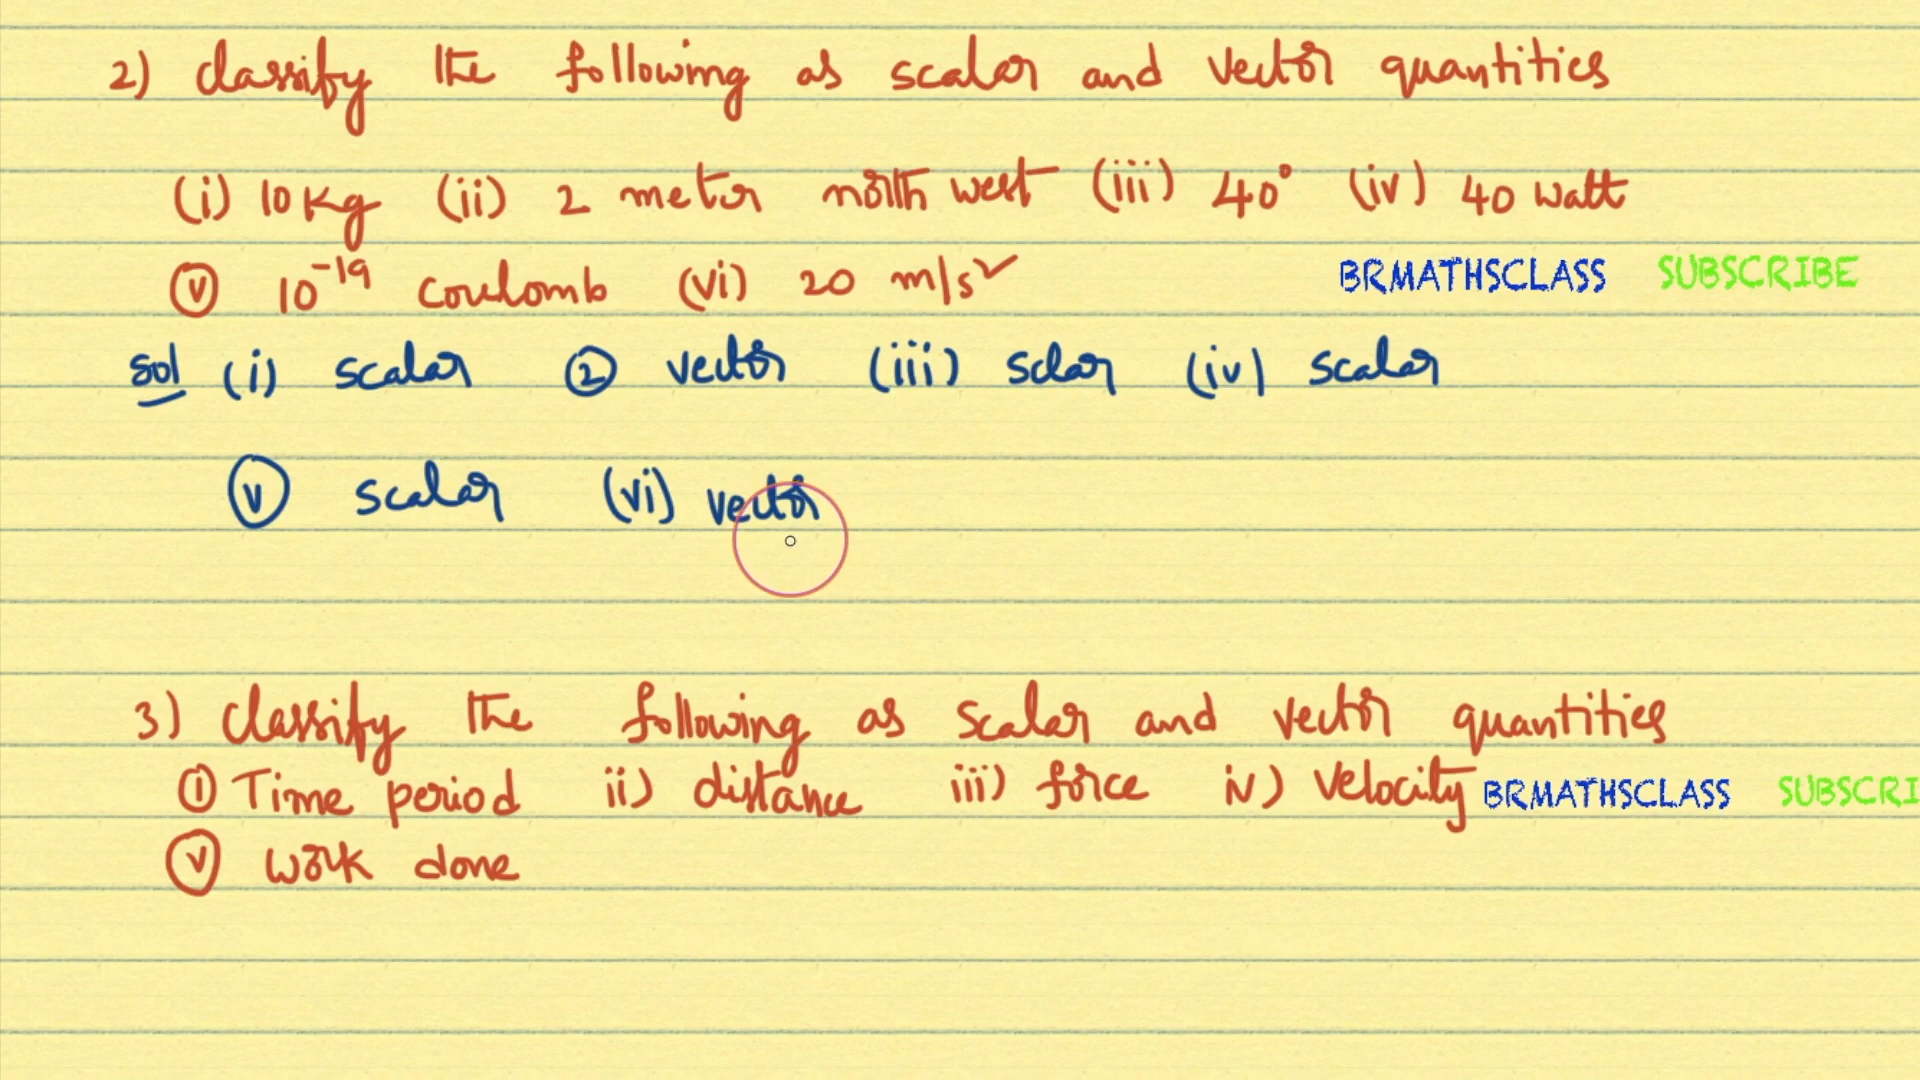 2) classify the following as scalar and vector quantities
(i) 10 kg (ii) 2 meter north west (iii) 40° (iv) 40 watt
(v) 10⁻¹⁹ coulomb (vi) 20 m/s² BRMATHSCLASS SUBSCRIBE
sol (i) scalar (2) vector (iii) sclar (iv) scalar
(v) scalar (vi) vector
3) classify the following as scalar and vector quantities
(1) Time period ii) distance iii) force iv) velocity BRMATHSCLASS SUBSCRI
(v) work done